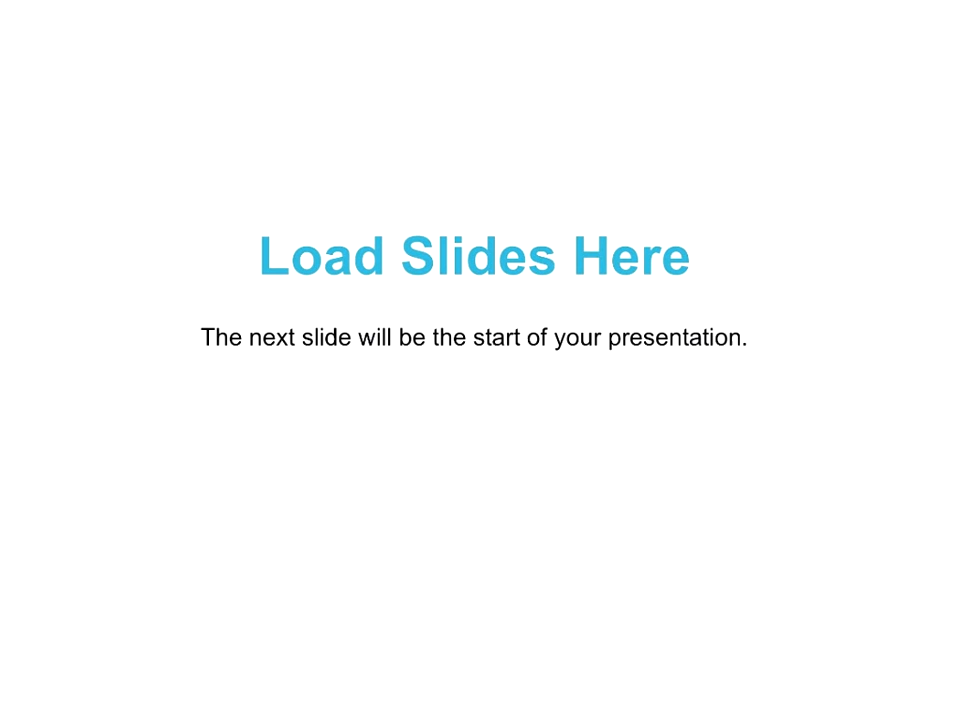 Load Slides Here
The next slide will be the start of your presentation.